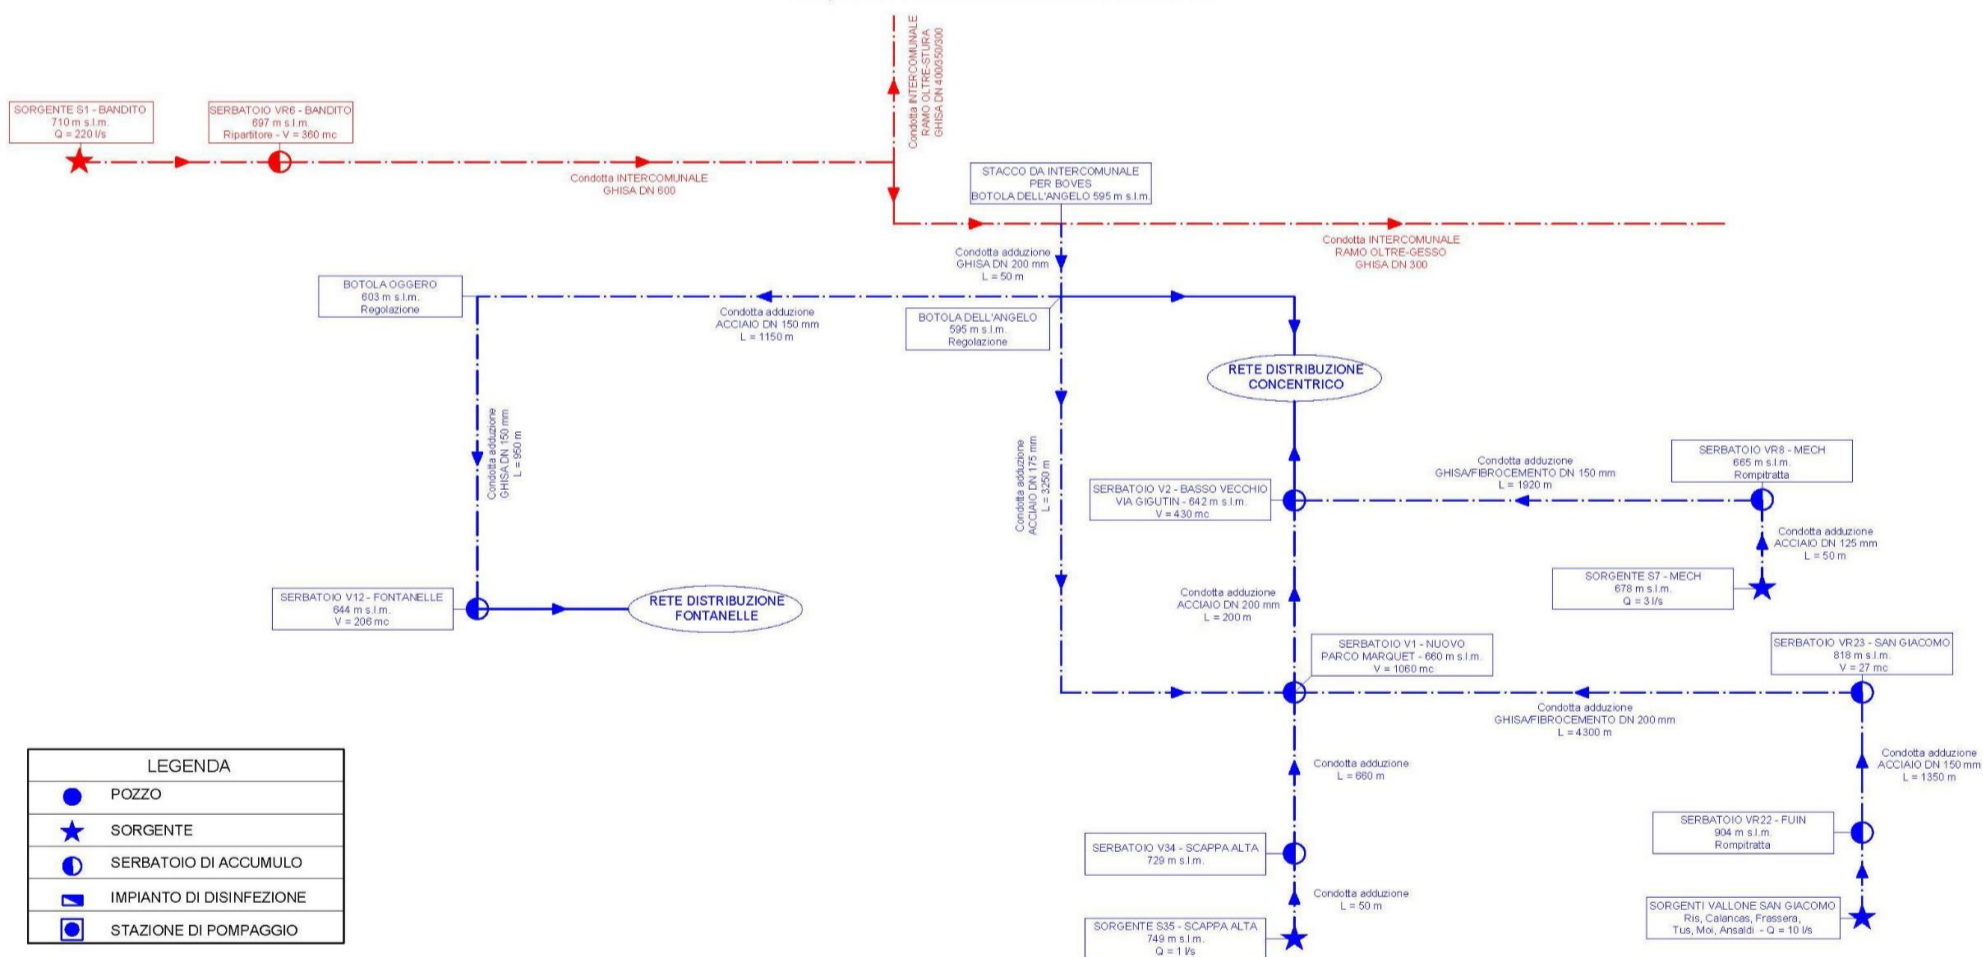 Condotta INTERCOMUNALE
RAMO OLTRE-STURA
GHISA DN 400/350/300
SORGENTE S1 - BANDITO
710 m s.l.m.
Q = 220 l/s
SERBATOIO VR6 - BANDITO
697 m s.l.m.
Ripartitore - V = 360 mc
Condotta INTERCOMUNALE
GHISA DN 600
STACCO DA INTERCOMUNALE
PER BOVES
BOTOLA DELL'ANGELO 595 m s.l.m.
Condotta INTERCOMUNALE
RAMO OLTRE-GESSO
GHISA DN 300
Condotta adduzione
GHISA DN 200 mm
L = 50 m
BOTOLA OGGERO
603 m s.l.m.
Regolazione
Condotta adduzione
ACCIAIO DN 150 mm
L = 1150 m
BOTOLA DELL'ANGELO
595 m s.l.m.
Regolazione
RETE DISTRIBUZIONE
CONCENTRICO
Condotta adduzione
GHISA DN 150 mm
L = 950 m
Condotta adduzione
ACCIAIO DN 175 mm
L = 3250 m
SERBATOIO V2 - BASSO VECCHIO
VIA GIGUTIN - 642 m s.l.m.
V = 430 mc
Condotta adduzione
GHISA/FIBROCEMENTO DN 150 mm
L = 1920 m
SERBATOIO VR8 - MECH
665 m s.l.m.
Rompitratta
Condotta adduzione
ACCIAIO DN 125 mm
L = 50 m
SORGENTE S7 - MECH
678 m s.l.m.
Q = 3 l/s
SERBATOIO V12 - FONTANELLE
644 m s.l.m.
V = 206 mc
RETE DISTRIBUZIONE
FONTANELLE
Condotta adduzione
ACCIAIO DN 200 mm
L = 200 m
SERBATOIO V1 - NUOVO
PARCO MARQUET - 660 m s.l.m.
V = 1060 mc
SERBATOIO VR23 - SAN GIACOMO
818 m s.l.m.
V = 27 mc
Condotta adduzione
GHISA/FIBROCEMENTO DN 200 mm
L = 4300 m
Condotta adduzione
L = 660 m
Condotta adduzione
ACCIAIO DN 150 mm
L = 1350 m
SERBATOIO V34 - SCAPPA ALTA
729 m s.l.m.
SERBATOIO VR22 - FUIN
904 m s.l.m.
Rompitratta
Condotta adduzione
L = 50 m
SORGENTE S35 - SCAPPA ALTA
749 m s.l.m.
Q = 1 l/s
SORGENTI VALLONE SAN GIACOMO
Ris, Calancas, Frassera,
Tus, Moi, Ansaldi - Q = 10 l/s
LEGENDA
POZZO
SORGENTE
SERBATOIO DI ACCUMULO
IMPIANTO DI DISINFEZIONE
STAZIONE DI POMPAGGIO